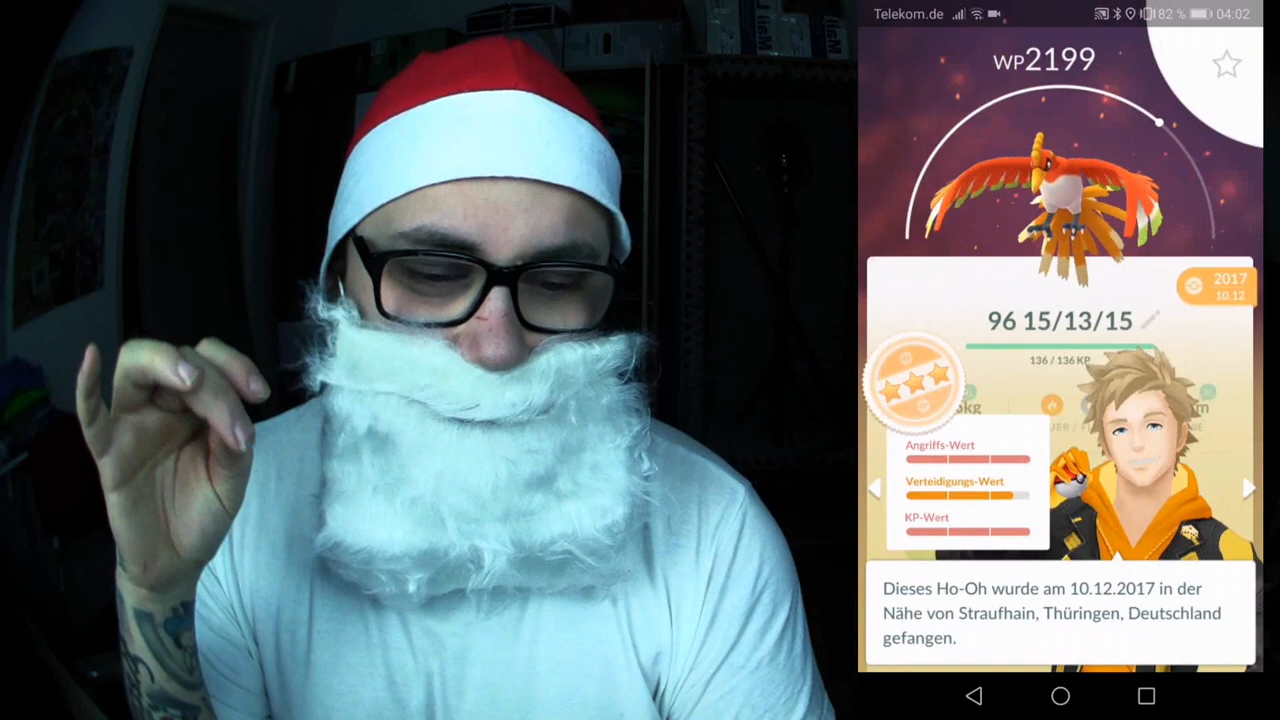 Telekom.de
82 % 04:02
WP2199
2017
10.12
96 15/13/15
136 / 136 KP
Angriffs-Wert
Verteidigungs-Wert
KP-Wert
Dieses Ho-Oh wurde am 10.12.2017 in der
Nähe von Straufhain, Thüringen, Deutschland
gefangen.